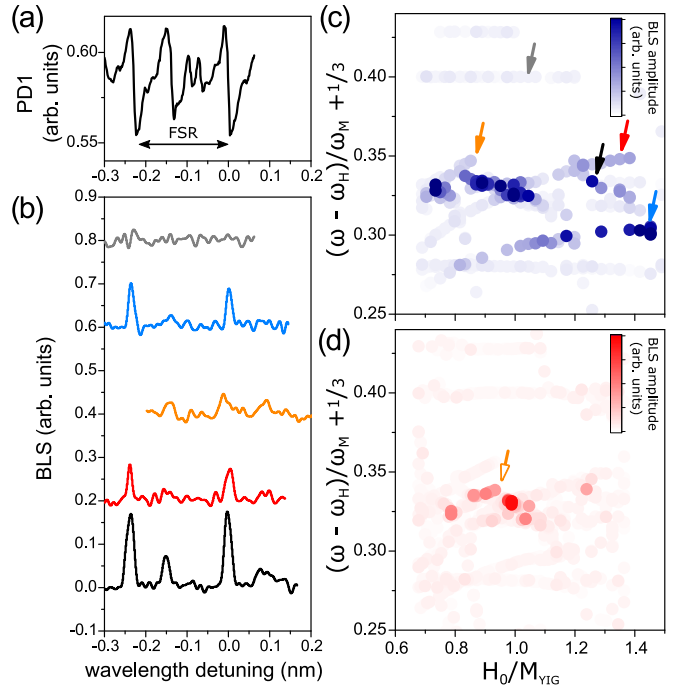 (a)
PD1
(arb. units)
0.60
0.55
FSR
-0.3 -0.2 -0.1 0.0 0.1 0.2
(b)
BLS (arb. units)
0.9
0.8
0.7
0.6
0.5
0.4
0.3
0.2
0.1
0.0
-0.1
-0.3 -0.2 -0.1 0.0 0.1 0.2
wavelength detuning (nm)
(c)
(ω - ω_H)/ω_M + 1/3
0.40
0.35
0.30
0.25
BLS amplitude
(arb. units)
(d)
(ω - ω_H)/ω_M + 1/3
0.40
0.35
0.30
0.25
BLS amplitude
(arb. units)
0.6 0.8 1.0 1.2 1.4
H₀/M_YIG